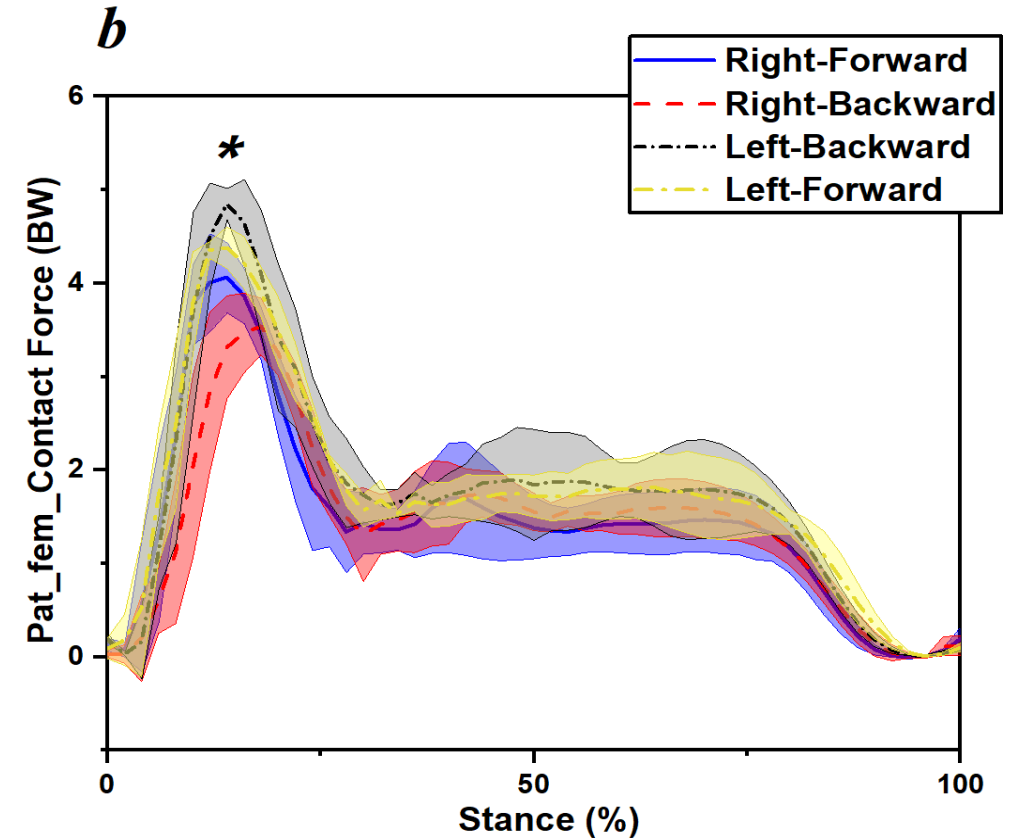 b
Right-Forward
Right-Backward
Left-Backward
Left-Forward
6
*
4
2
0
Pat_fem_Contact Force (BW)
0 50 100
Stance (%)